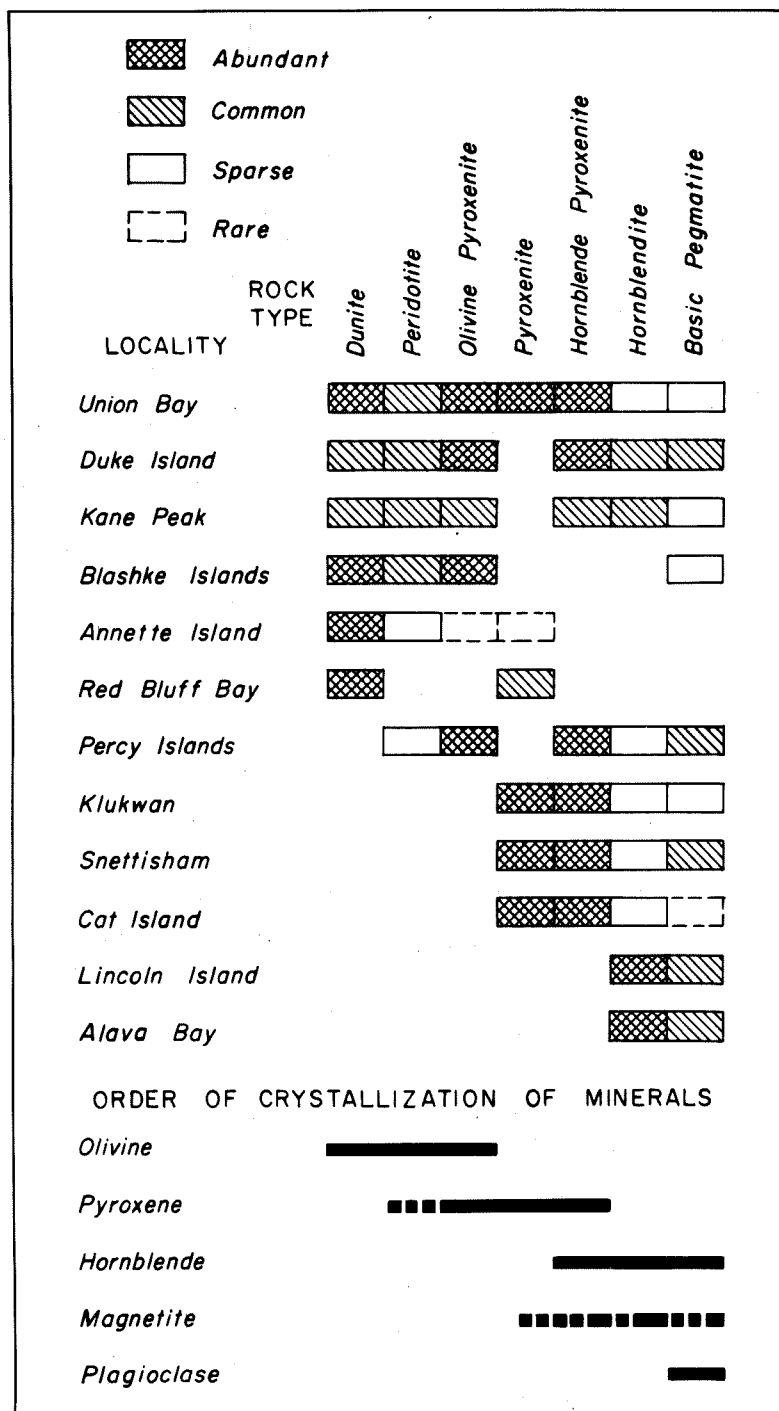 Abundant
Common
Sparse
Rare
ROCK TYPE
Dunite
Peridotite
Olivine Pyroxenite
Pyroxenite
Hornblende Pyroxenite
Hornblendite
Basic Pegmatite
LOCALITY
Union Bay
Duke Island
Kane Peak
Blashke Islands
Annette Island
Red Bluff Bay
Percy Islands
Klukwan
Snettisham
Cat Island
Lincoln Island
Alava Bay
ORDER OF CRYSTALLIZATION OF MINERALS
Olivine
Pyroxene
Hornblende
Magnetite
Plagioclase